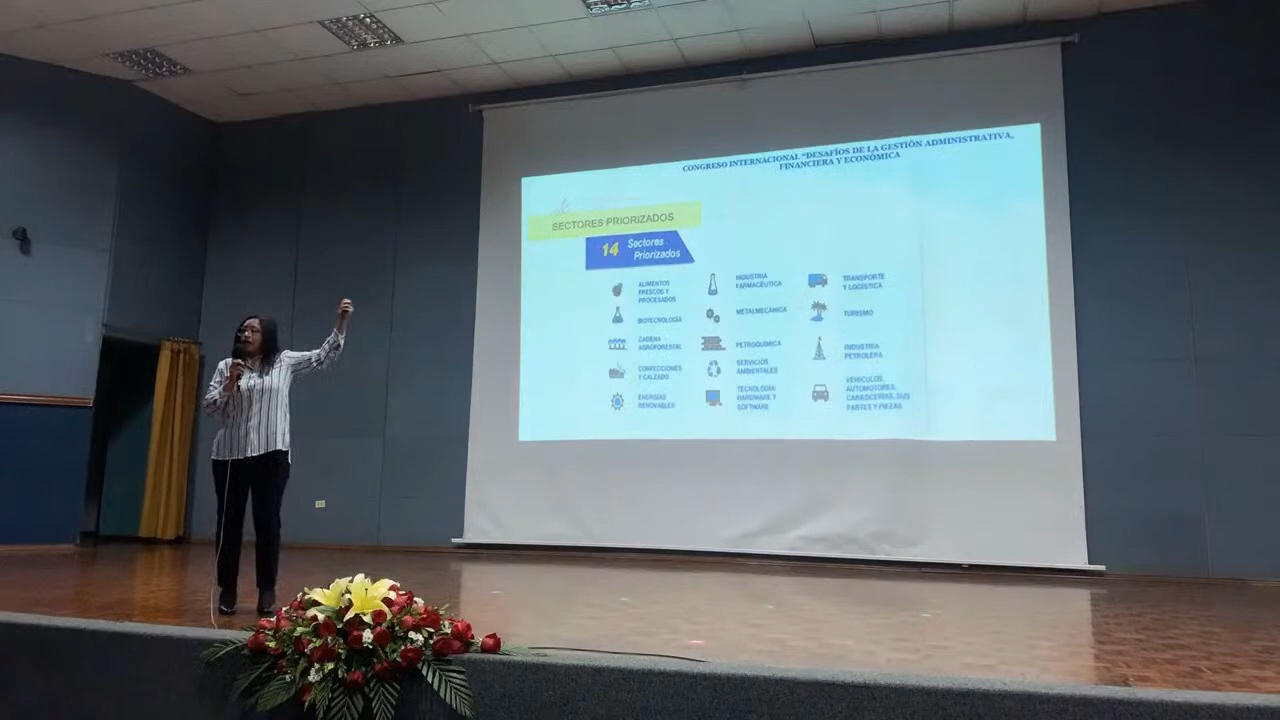 CONGRESO INTERNACIONAL "DESAFÍOS DE LA GESTIÓN ADMINISTRATIVA,
FINANCIERA Y ECONÓMICA
SECTORES PRIORIZADOS
14 Sectores
Priorizados
ALIMENTOS
FRESCOS Y
PROCESADOS
BIOTECNOLOGÍA
CADENA
AGROFORESTAL
CONFECCIONES
Y CALZADO
ENERGÍAS
RENOVABLES
INDUSTRIA
FARMACÉUTICA
METALMECÁNICA
PETROQUÍMICA
SERVICIOS
AMBIENTALES
TECNOLOGÍA:
HARDWARE Y
SOFTWARE
TRANSPORTE
Y LOGÍSTICA
TURISMO
INDUSTRIA
PETROLERA
VEHÍCULOS,
AUTOMOTORES,
CARROCERÍAS, SUS
PARTES Y PIEZAS